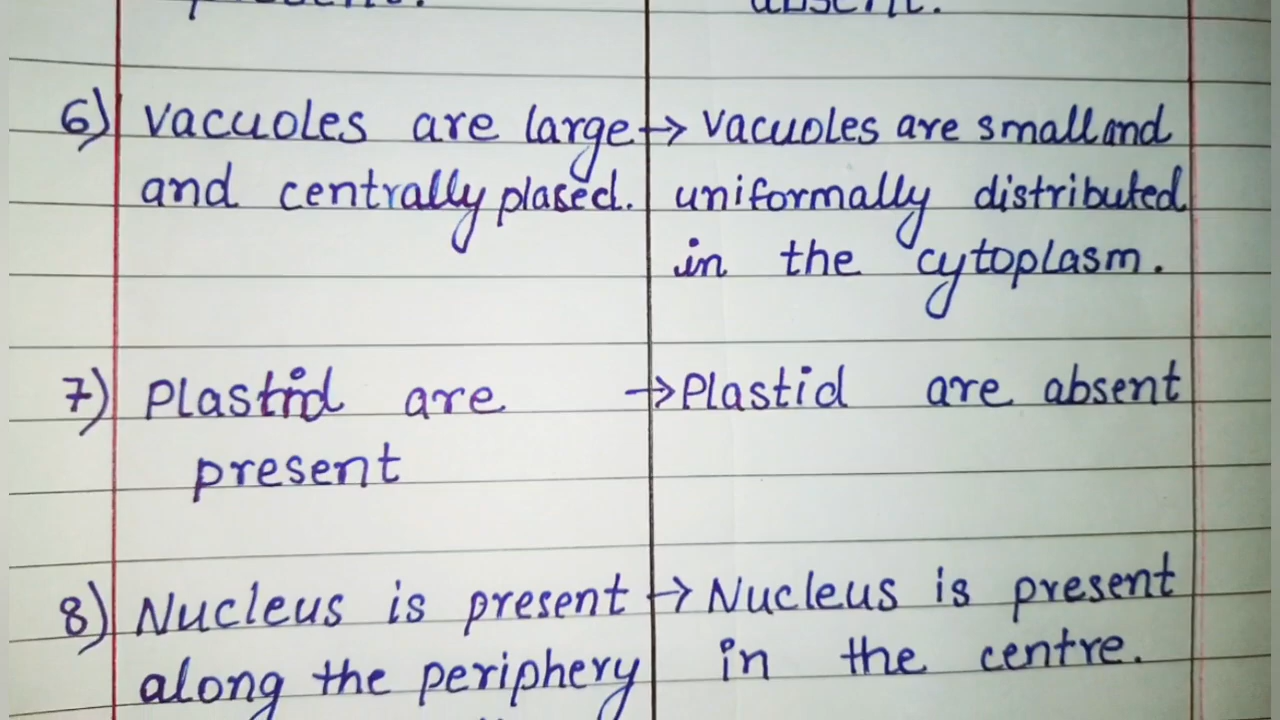 absent.
6) Vacuoles are large → Vacuoles are small and
and centrally plased. uniformally distributed
in the cytoplasm.
7) Plastid are → Plastid are absent
present
8) Nucleus is present → Nucleus is present
along the periphery in the centre.